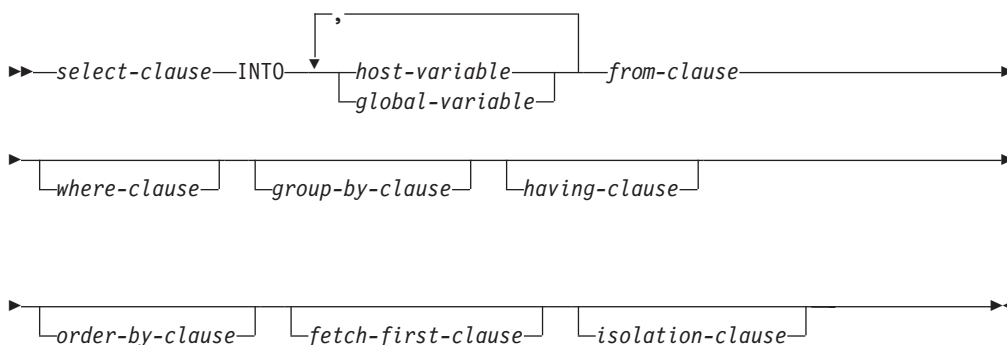 ,
select-clause INTO host-variable from-clause
global-variable
where-clause group-by-clause having-clause
order-by-clause fetch-first-clause isolation-clause